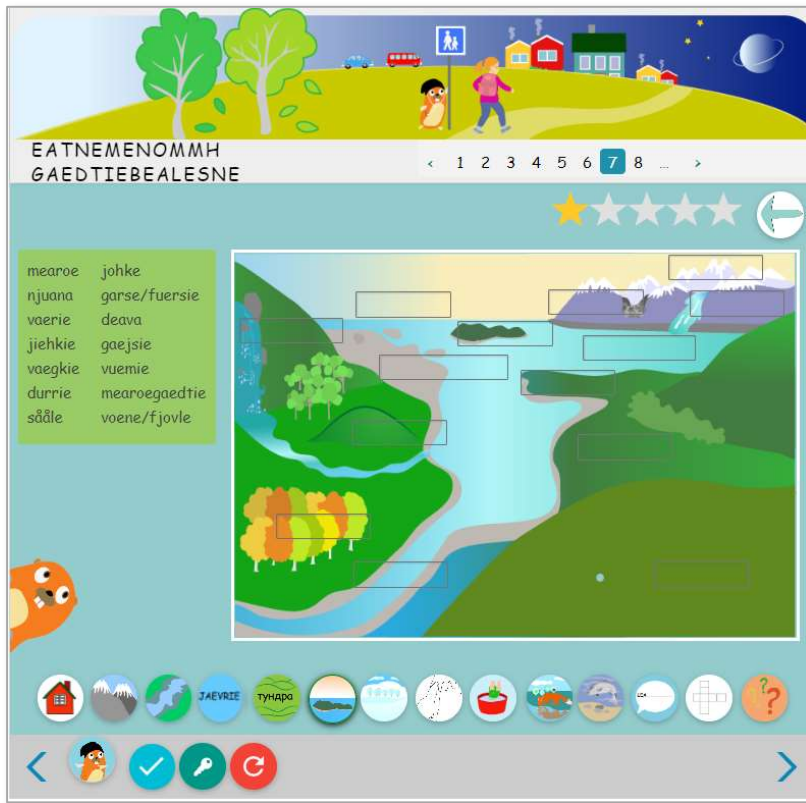 EATNEMENOMMH
GAEDTIEBEALESNE
‹ 1 2 3 4 5 6 7 8 ... ›
mearoe johke
njuana garse/fuersie
vaerie deava
jiehkie gaejsie
vaegkie vuemie
durrie mearoegaedtie
sååle voene/fjovle
JAEVRIE
тундра